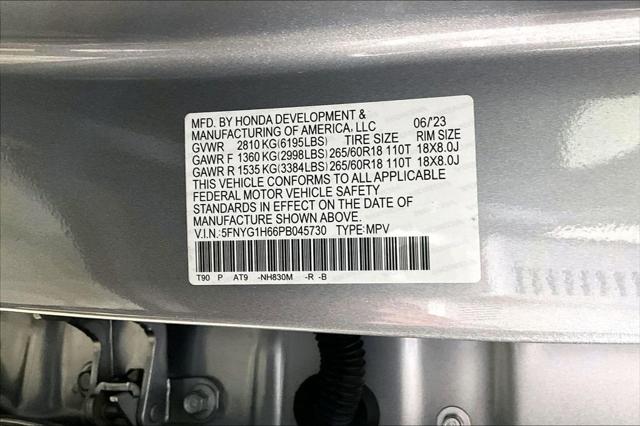 MFD. BY HONDA DEVELOPMENT &
MANUFACTURING OF AMERICA, LLC 06/'23
GVWR 2810 KG(6195LBS) TIRE SIZE RIM SIZE
GAWR F 1360 KG(2998LBS) 265/60R18 110T 18X8.0J
GAWR R 1535 KG(3384LBS) 265/60R18 110T 18X8.0J
THIS VEHICLE CONFORMS TO ALL APPLICABLE
FEDERAL MOTOR VEHICLE SAFETY
STANDARDS IN EFFECT ON THE DATE OF
MANUFACTURE SHOWN ABOVE.
V.I.N.:5FNYG1H66PB045730 TYPE:MPV
T90 P AT9 -NH830M -R -B